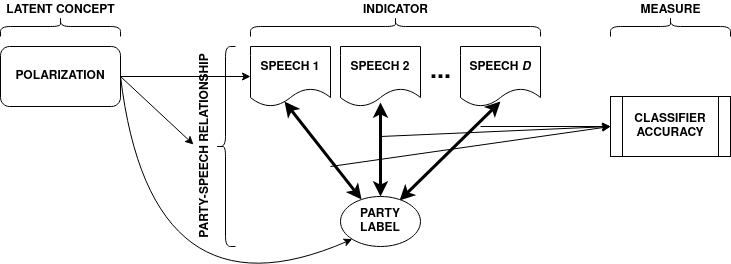 LATENT CONCEPT
INDICATOR
MEASURE
POLARIZATION
PARTY-SPEECH RELATIONSHIP
SPEECH 1
SPEECH 2
...
SPEECH D
CLASSIFIER
ACCURACY
PARTY
LABEL